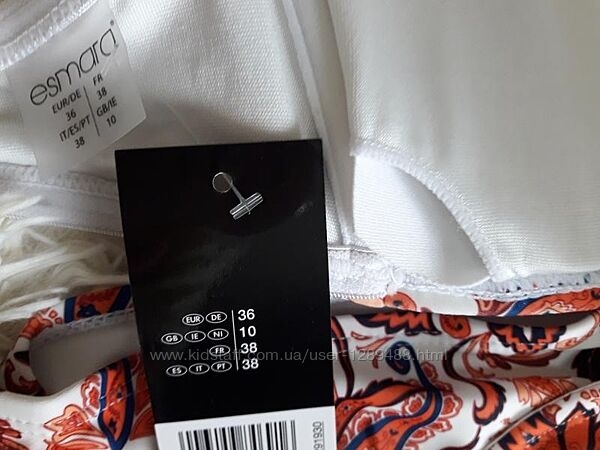 esmara
EUR/DE
36
FR
38
IT/ES/PT
38
GB/IE
10
EUR DE 36
GB IE NI 10
FR 38
ES IT PT 38
www.kidstaff.com.ua/user-1289488.html
91930